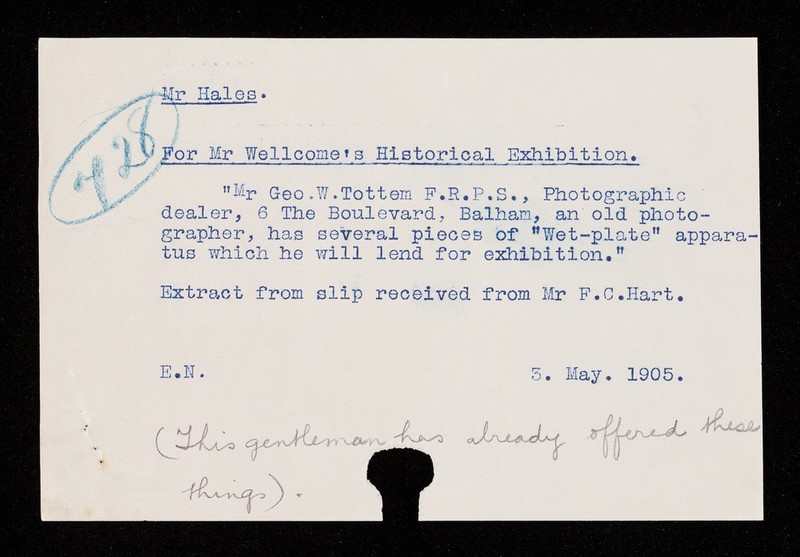 Mr Hales.
428
For Mr Wellcome's Historical Exhibition.
"Mr Geo.W.Tottem F.R.P.S., Photographic
dealer, 6 The Boulevard, Balham, an old photo-
grapher, has several pieces of "Wet-plate" appara-
tus which he will lend for exhibition."
Extract from slip received from Mr F.C.Hart.
E.N. 3. May. 1905.
(This gentleman has already offered these
things).